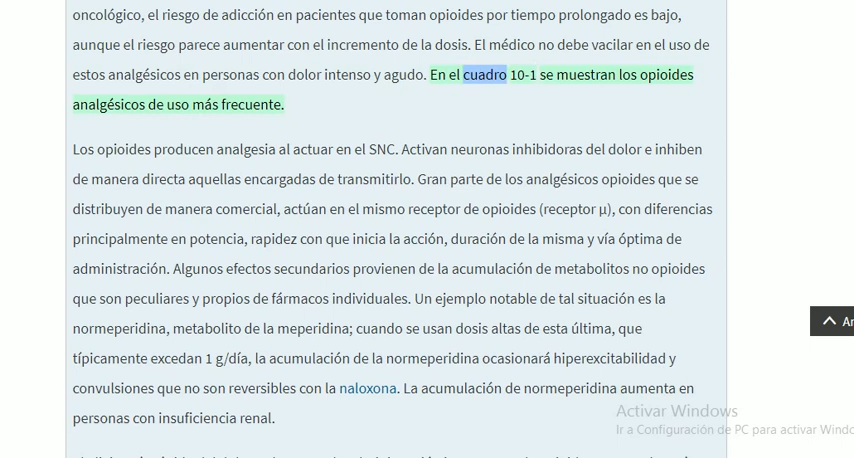 oncológico, el riesgo de adicción en pacientes que toman opioides por tiempo prolongado es bajo,
aunque el riesgo parece aumentar con el incremento de la dosis. El médico no debe vacilar en el uso de
estos analgésicos en personas con dolor intenso y agudo. En el cuadro 10-1 se muestran los opioides
analgésicos de uso más frecuente.
Los opioides producen analgesia al actuar en el SNC. Activan neuronas inhibidoras del dolor e inhiben
de manera directa aquellas encargadas de transmitirlo. Gran parte de los analgésicos opioides que se
distribuyen de manera comercial, actúan en el mismo receptor de opioides (receptor μ), con diferencias
principalmente en potencia, rapidez con que inicia la acción, duración de la misma y vía óptima de
administración. Algunos efectos secundarios provienen de la acumulación de metabolitos no opioides
que son peculiares y propios de fármacos individuales. Un ejemplo notable de tal situación es la
normeperidina, metabolito de la meperidina; cuando se usan dosis altas de esta última, que
típicamente excedan 1 g/día, la acumulación de la normeperidina ocasionará hiperexcitabilidad y
convulsiones que no son reversibles con la naloxona. La acumulación de normeperidina aumenta en
personas con insuficiencia renal.
Ar
Activar Windows
Ir a Configuración de PC para activar Windo